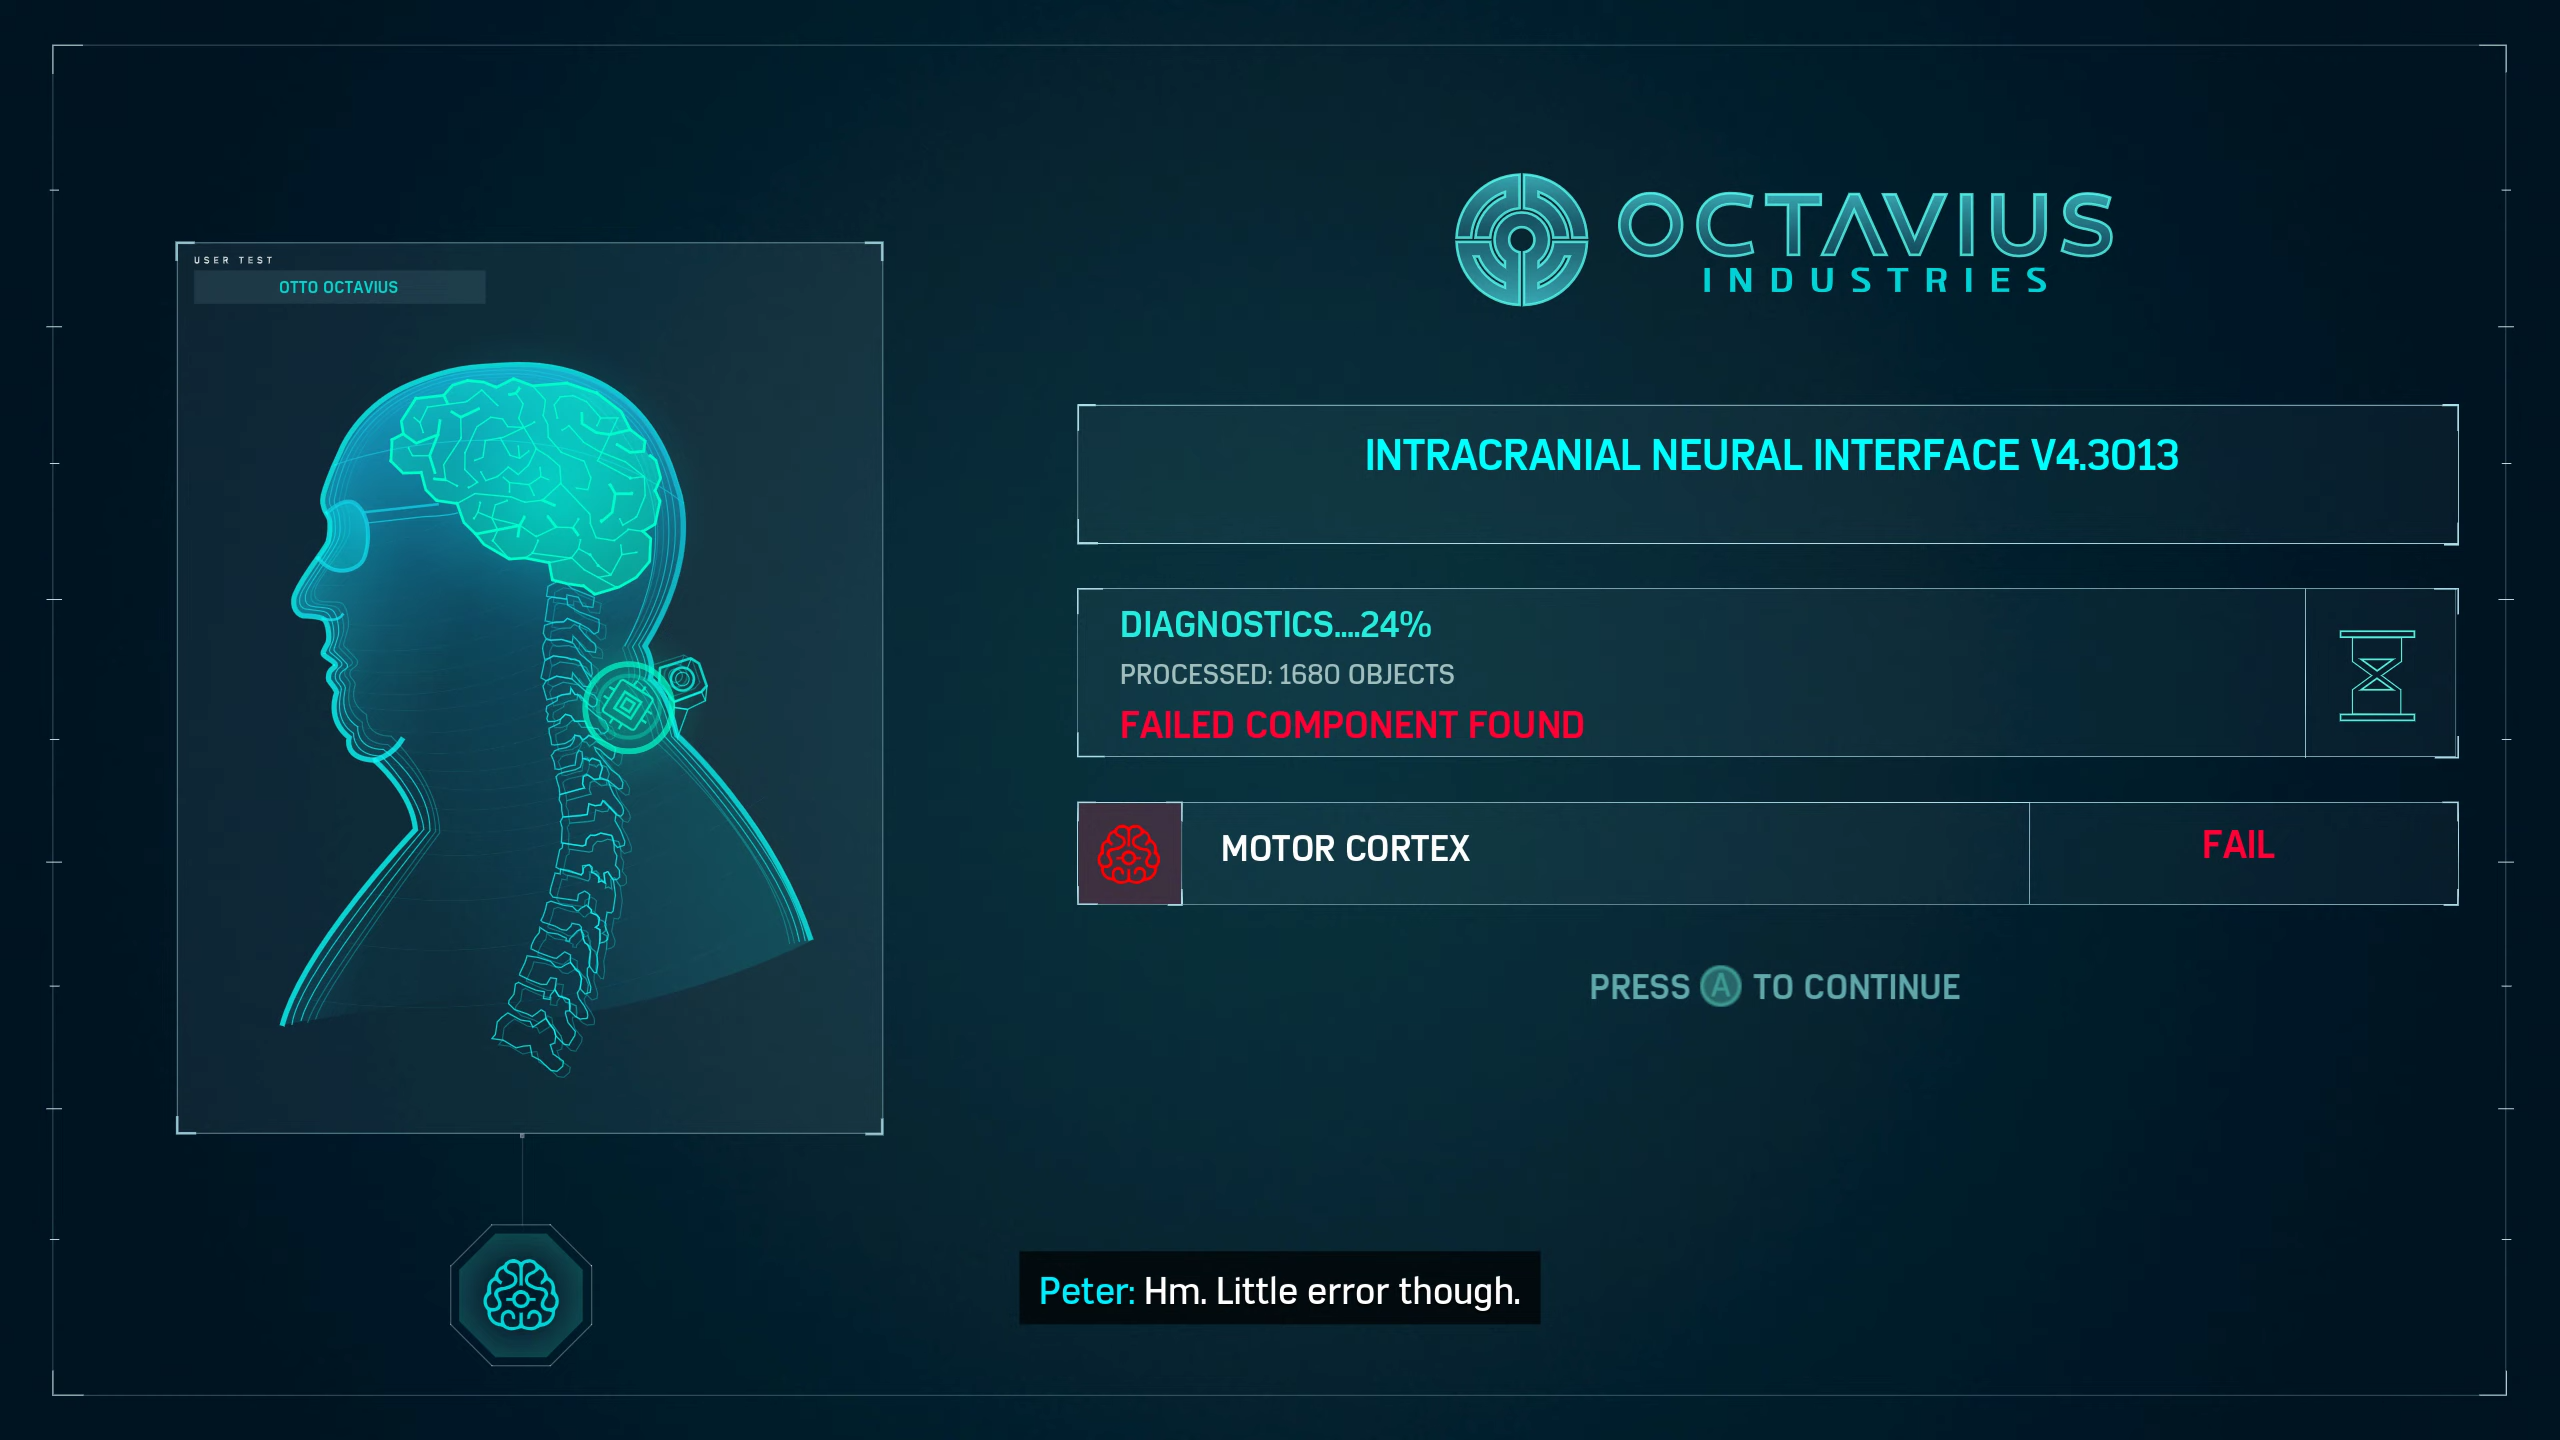 USER TEST
OTTO OCTAVIUS
OCTAVIUS
INDUSTRIES
INTRACRANIAL NEURAL INTERFACE V4.3013
DIAGNOSTICS....24%
PROCESSED: 1680 OBJECTS
FAILED COMPONENT FOUND
MOTOR CORTEX
FAIL
PRESS A TO CONTINUE
Peter: Hm. Little error though.